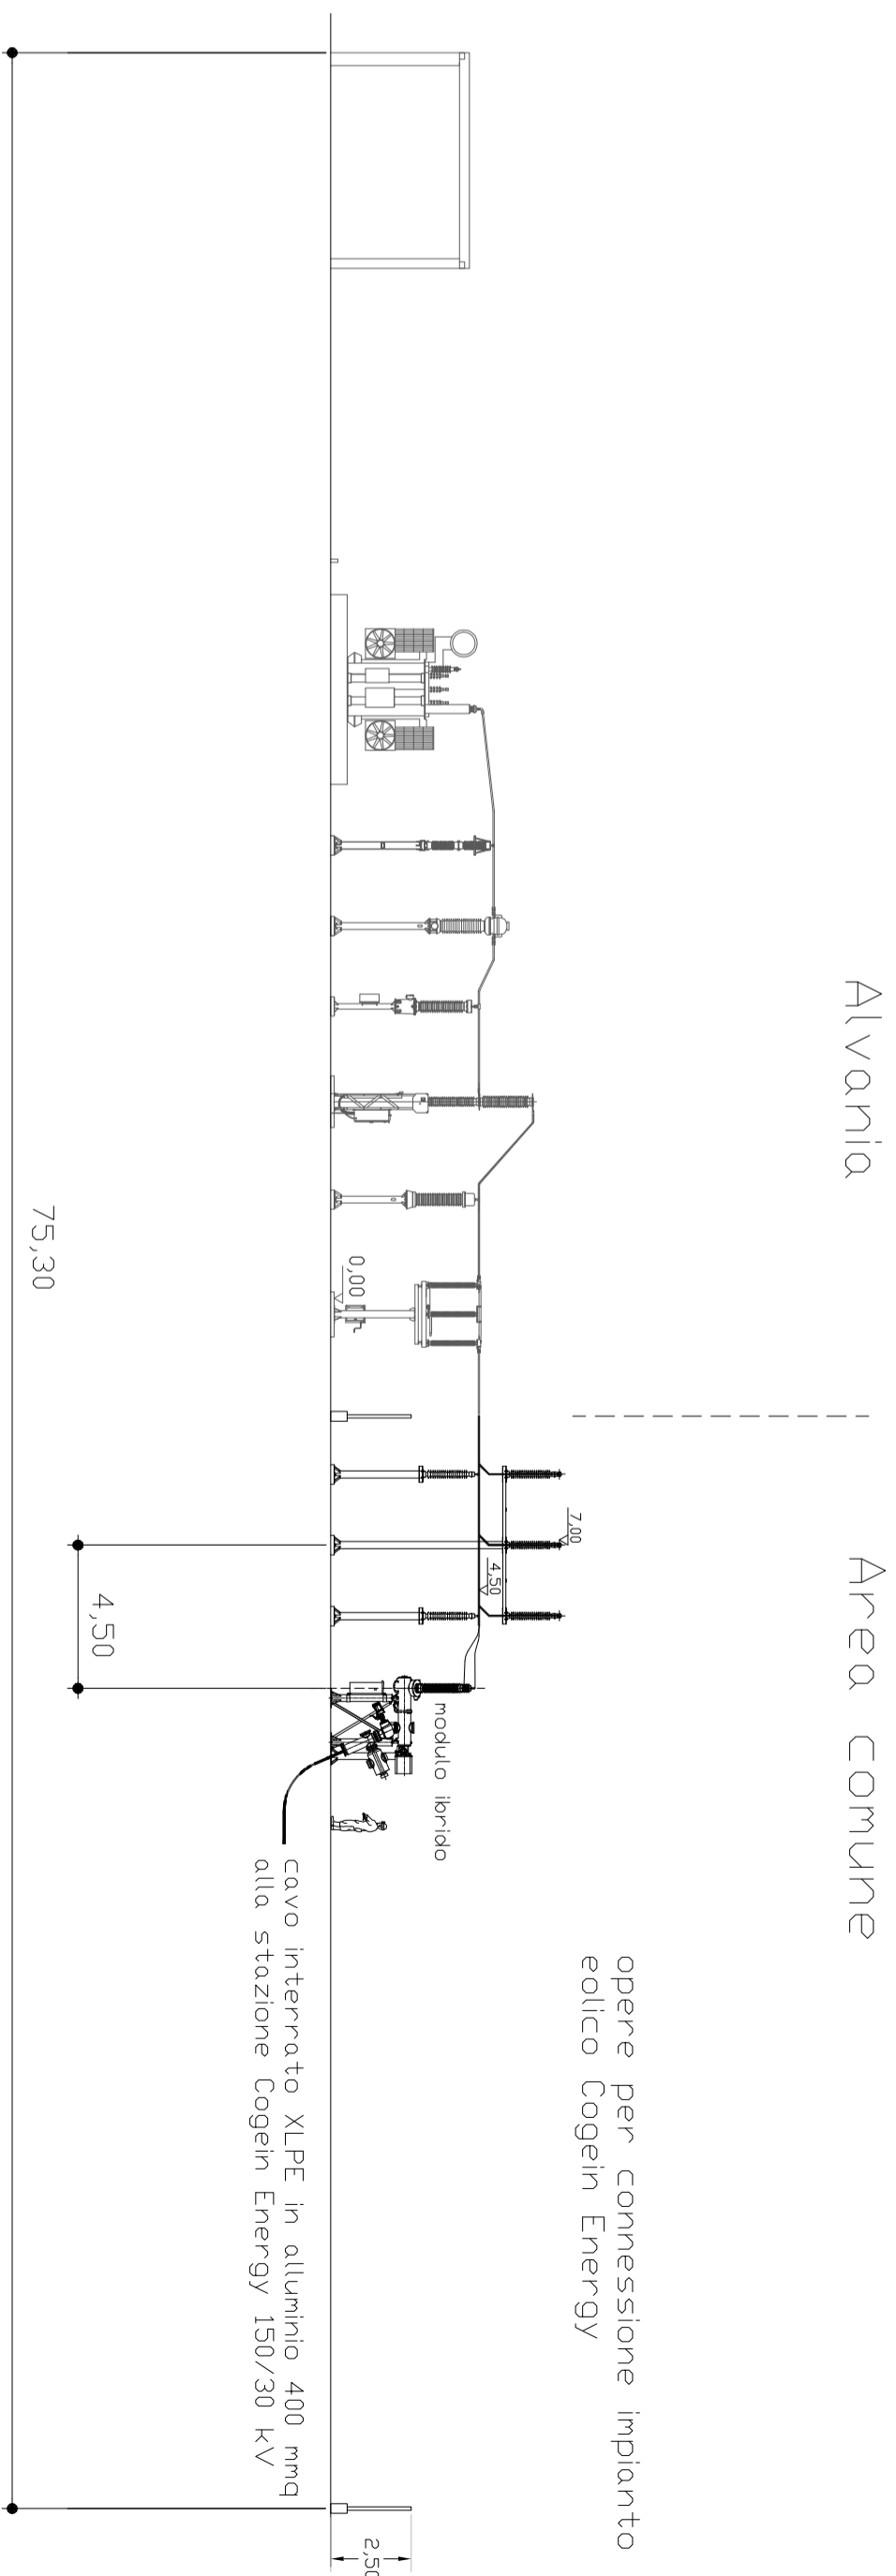 Alvania
Area comune
opere per connessione impianto
eolico Cogein Energy
7,00
4,50
modulo ibrido
0,00
2,50
cavo interrato XLPE in alluminio 400 mmq
alla stazione Cogein Energy 150/30 kV
4,50
75,30